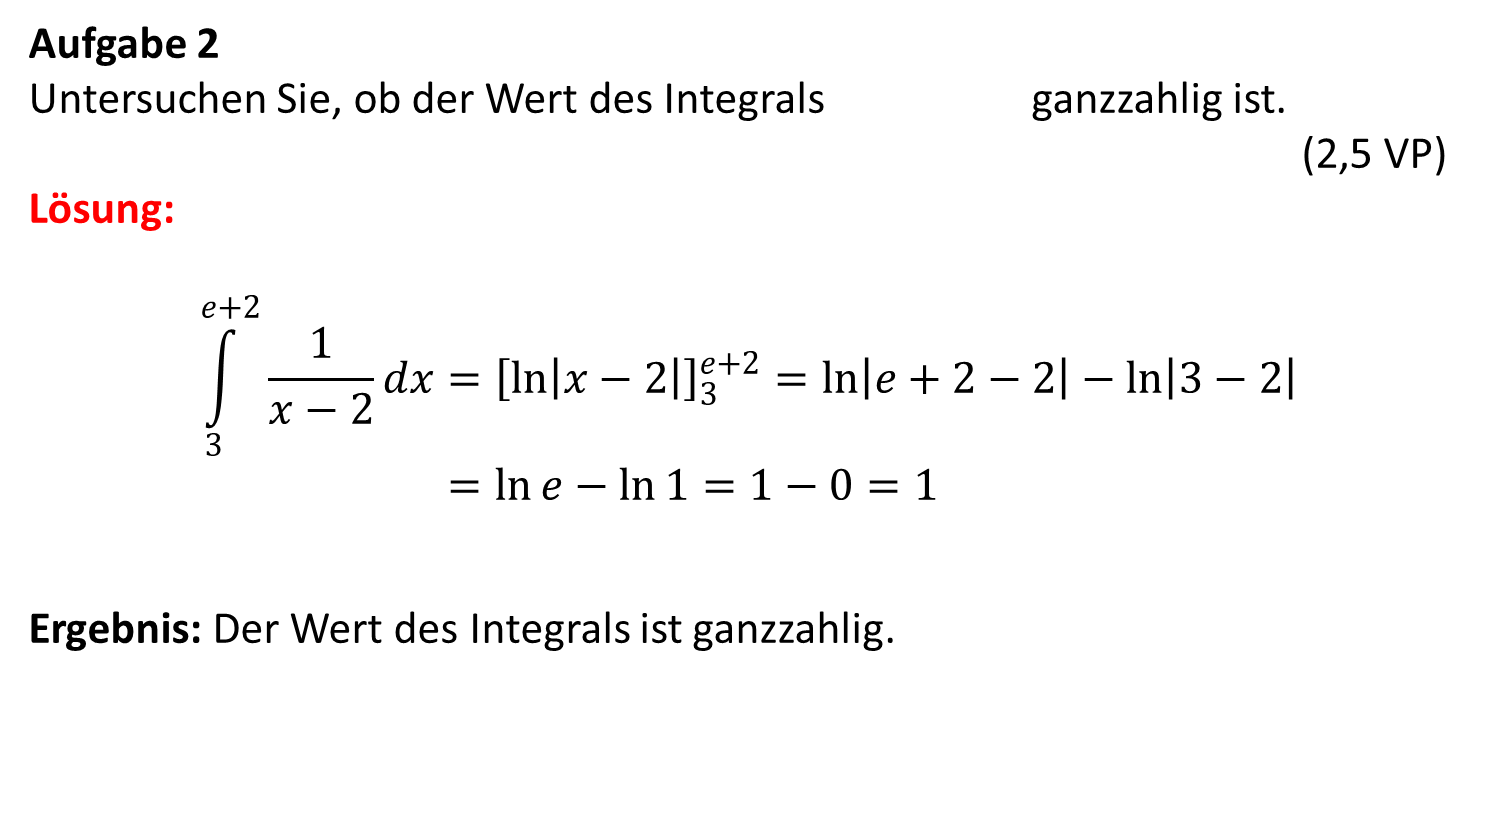 Aufgabe 2
Untersuchen Sie, ob der Wert des Integrals ganzzahlig ist.
(2,5 VP)
Lösung:
∫₃^{e+2} 1/(x − 2) dx = [ln|x − 2|]₃^{e+2} = ln|e + 2 − 2| − ln|3 − 2|
= ln e − ln 1 = 1 − 0 = 1
Ergebnis: Der Wert des Integrals ist ganzzahlig.